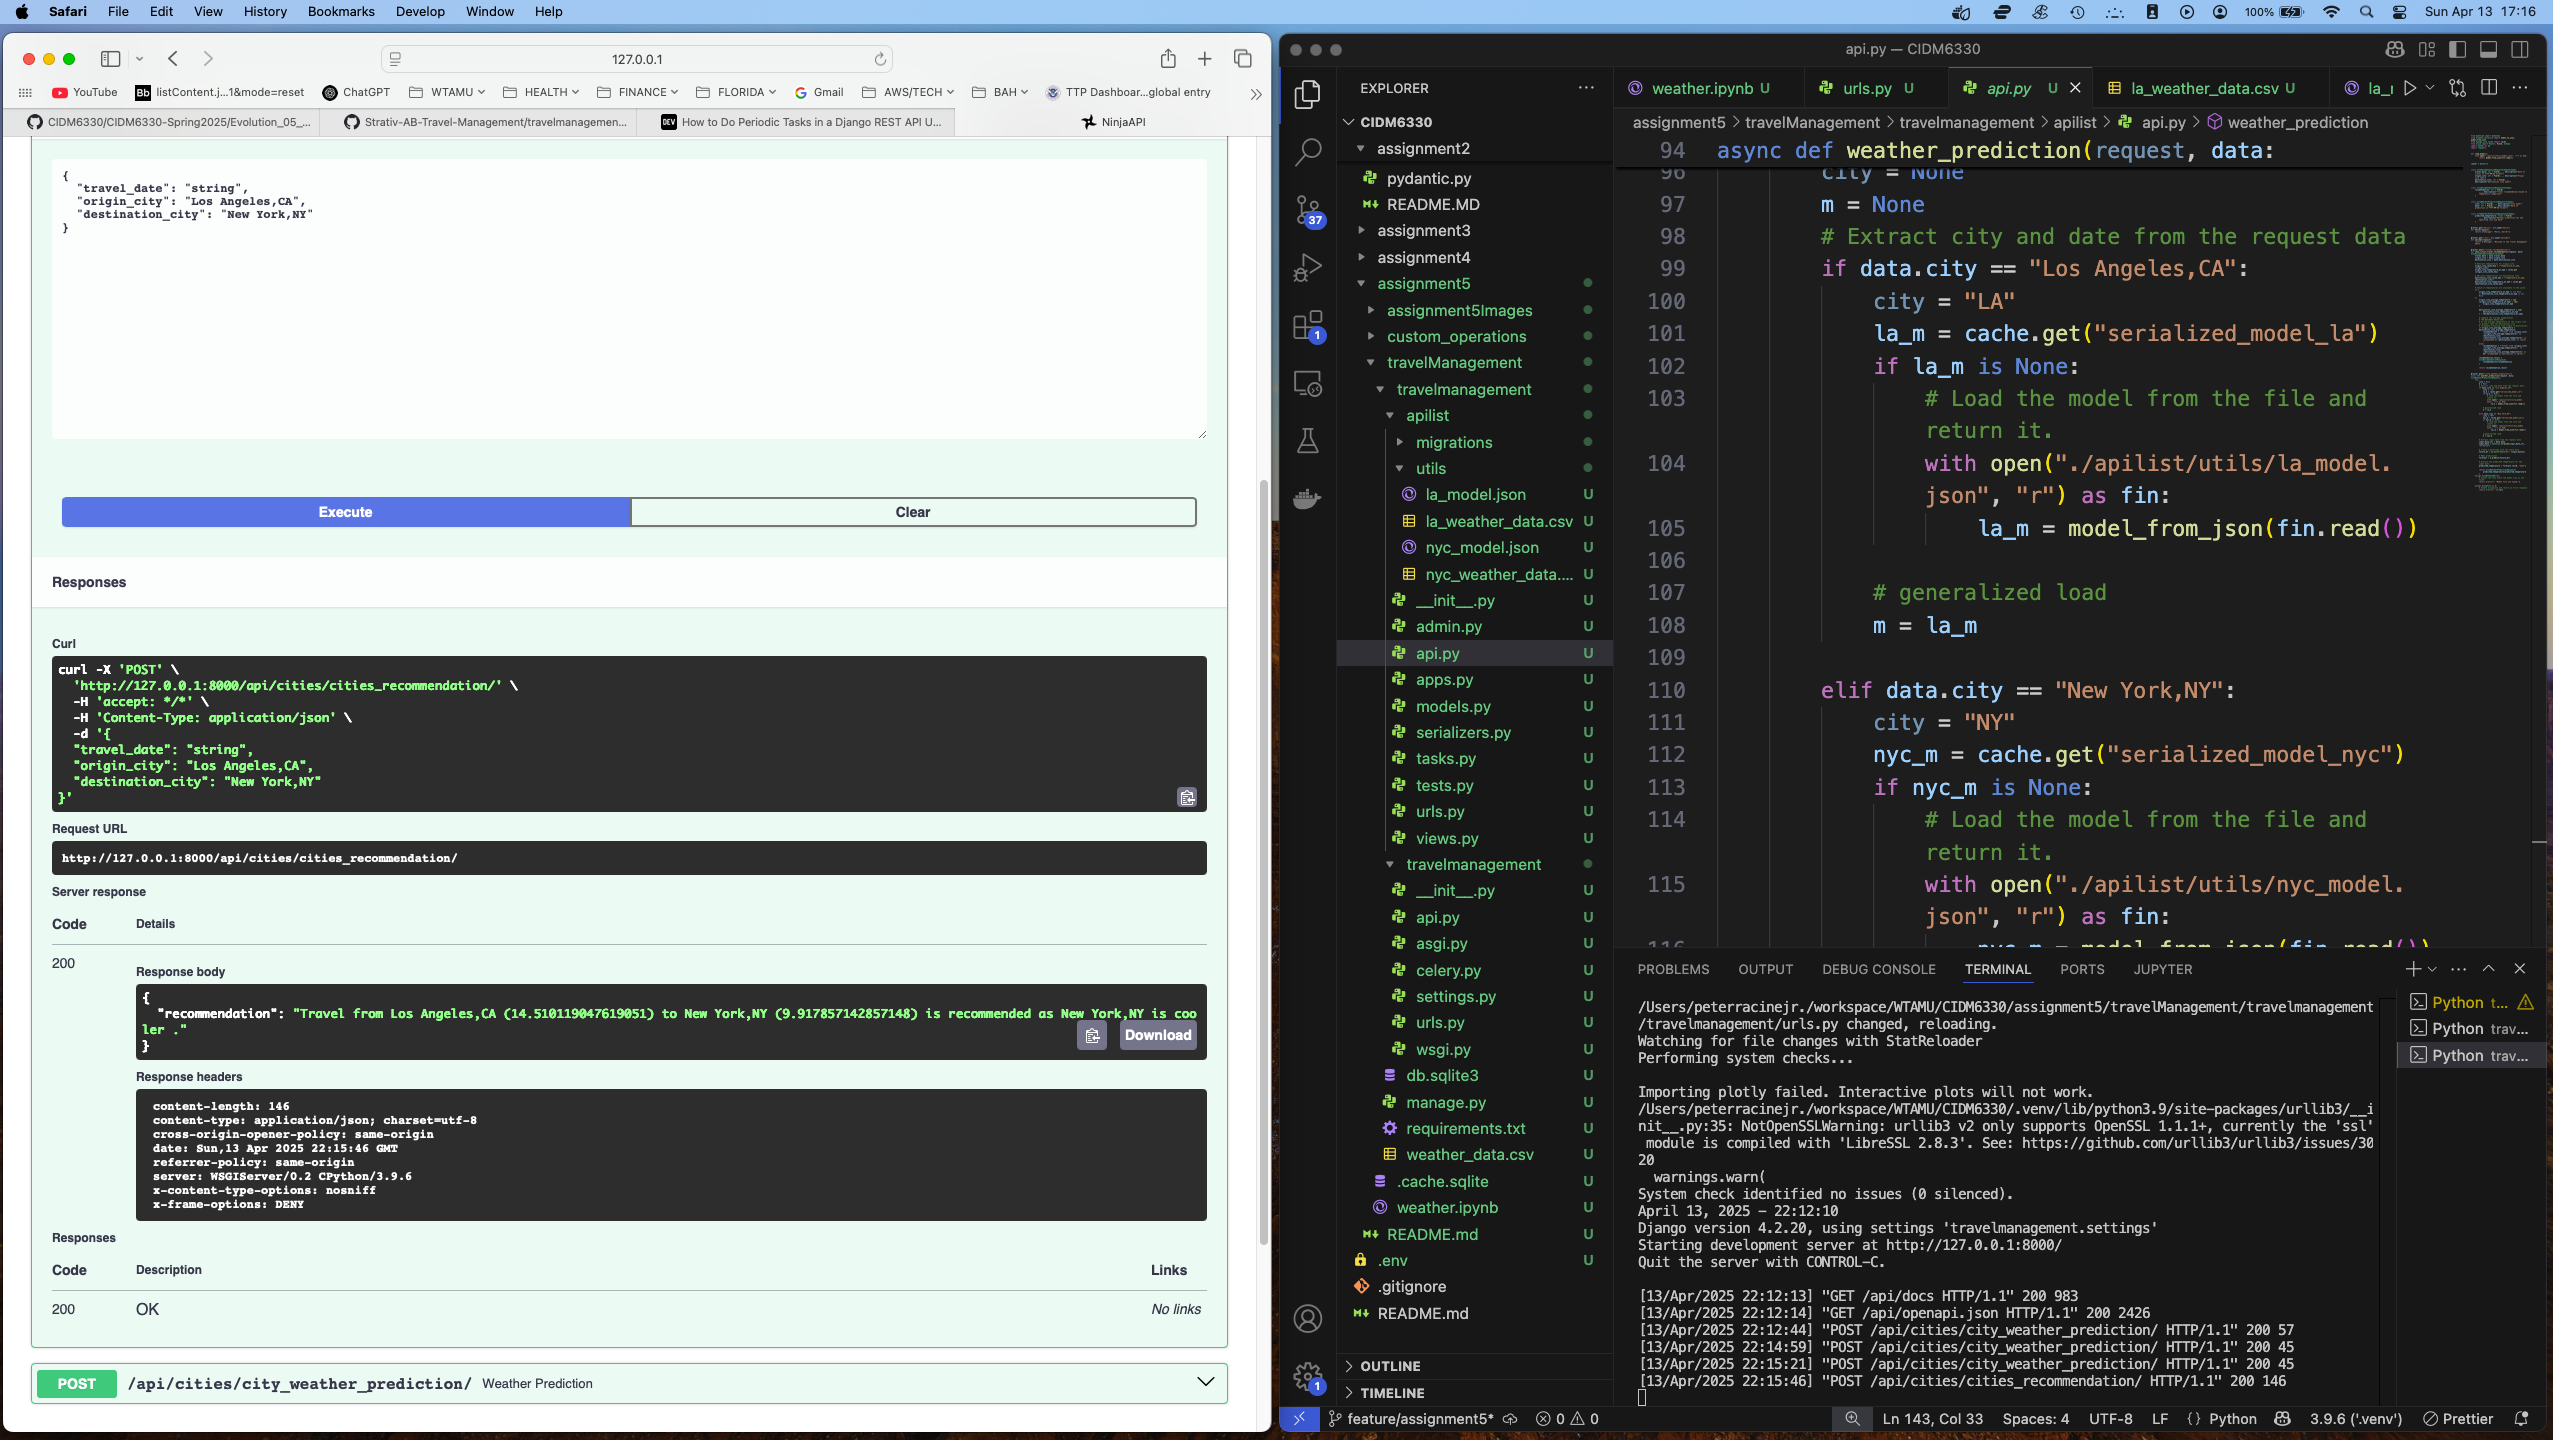 Safari File Edit View History Bookmarks Develop Window Help
100% Sun Apr 13 17:16
127.0.0.1
YouTube listContent.j...1&mode=reset ChatGPT WTAMU HEALTH FINANCE FLORIDA Gmail AWS/TECH BAH TTP Dashboar...global entry
CIDM6330/CIDM6330-Spring2025/Evolution_05_... Strativ-AB-Travel-Management/travelmanagemen... DEV How to Do Periodic Tasks in a Django REST API U... NinjaAPI
{
"travel_date": "string",
"origin_city": "Los Angeles,CA",
"destination_city": "New York,NY"
}
Execute Clear
Responses
Curl
curl -X 'POST' \
'http://127.0.0.1:8000/api/cities/cities_recommendation/' \
-H 'accept: */*' \
-H 'Content-Type: application/json' \
-d '{
"travel_date": "string",
"origin_city": "Los Angeles,CA",
"destination_city": "New York,NY"
}'
Request URL
http://127.0.0.1:8000/api/cities/cities_recommendation/
Server response
Code Details
200
Response body
{
"recommendation": "Travel from Los Angeles,CA (14.510119047619051) to New York,NY (9.917857142857148) is recommended as New York,NY is coo
ler ."
}
Download
Response headers
content-length: 146
content-type: application/json; charset=utf-8
cross-origin-opener-policy: same-origin
date: Sun,13 Apr 2025 22:15:46 GMT
referrer-policy: same-origin
server: WSGIServer/0.2 CPython/3.9.6
x-content-type-options: nosniff
x-frame-options: DENY
Responses
Code Description Links
200 OK No links
POST /api/cities/city_weather_prediction/ Weather Prediction
api.py — CIDM6330
37
1
1
EXPLORER
CIDM6330
assignment2
pydantic.py
README.MD
assignment3
assignment4
assignment5
assignment5Images
custom_operations
travelManagement
travelmanagement
apilist
migrations
utils
la_model.json U
la_weather_data.csv U
nyc_model.json U
nyc_weather_data.... U
__init__.py U
admin.py U
api.py U
apps.py U
models.py U
serializers.py U
tasks.py U
tests.py U
urls.py U
views.py U
travelmanagement
__init__.py U
api.py U
asgi.py U
celery.py U
settings.py U
urls.py U
wsgi.py U
db.sqlite3 U
manage.py U
requirements.txt U
weather_data.csv U
.cache.sqlite U
weather.ipynb U
README.md U
.env U
.gitignore
README.md
OUTLINE
TIMELINE
weather.ipynb U urls.py U api.py U la_weather_data.csv U la_r
assignment5 > travelManagement > travelmanagement > apilist > api.py > weather_prediction
94 async def weather_prediction(request, data:
96 city = None
97 m = None
98 # Extract city and date from the request data
99 if data.city == "Los Angeles,CA":
100 city = "LA"
101 la_m = cache.get("serialized_model_la")
102 if la_m is None:
103 # Load the model from the file and
return it.
104 with open("./apilist/utils/la_model.
json", "r") as fin:
105 la_m = model_from_json(fin.read())
106
107 # generalized load
108 m = la_m
109
110 elif data.city == "New York,NY":
111 city = "NY"
112 nyc_m = cache.get("serialized_model_nyc")
113 if nyc_m is None:
114 # Load the model from the file and
return it.
115 with open("./apilist/utils/nyc_model.
json", "r") as fin:
116 nyc_m = model_from_json(fin.read())
PROBLEMS OUTPUT DEBUG CONSOLE TERMINAL PORTS JUPYTER
/Users/peterracinejr./workspace/WTAMU/CIDM6330/assignment5/travelManagement/travelmanagement
/travelmanagement/urls.py changed, reloading.
Watching for file changes with StatReloader
Performing system checks...
Importing plotly failed. Interactive plots will not work.
/Users/peterracinejr./workspace/WTAMU/CIDM6330/.venv/lib/python3.9/site-packages/urllib3/__i
nit__.py:35: NotOpenSSLWarning: urllib3 v2 only supports OpenSSL 1.1.1+, currently the 'ssl'
module is compiled with 'LibreSSL 2.8.3'. See: https://github.com/urllib3/urllib3/issues/30
20
warnings.warn(
System check identified no issues (0 silenced).
April 13, 2025 - 22:12:10
Django version 4.2.20, using settings 'travelmanagement.settings'
Starting development server at http://127.0.0.1:8000/
Quit the server with CONTROL-C.
[13/Apr/2025 22:12:13] "GET /api/docs HTTP/1.1" 200 983
[13/Apr/2025 22:12:14] "GET /api/openapi.json HTTP/1.1" 200 2426
[13/Apr/2025 22:12:44] "POST /api/cities/city_weather_prediction/ HTTP/1.1" 200 57
[13/Apr/2025 22:14:59] "POST /api/cities/city_weather_prediction/ HTTP/1.1" 200 45
[13/Apr/2025 22:15:21] "POST /api/cities/city_weather_prediction/ HTTP/1.1" 200 45
[13/Apr/2025 22:15:46] "POST /api/cities/cities_recommendation/ HTTP/1.1" 200 146
Python t...
Python trav...
Python trav...
feature/assignment5* 0 0 Ln 143, Col 33 Spaces: 4 UTF-8 LF {} Python 3.9.6 ('.venv') Prettier